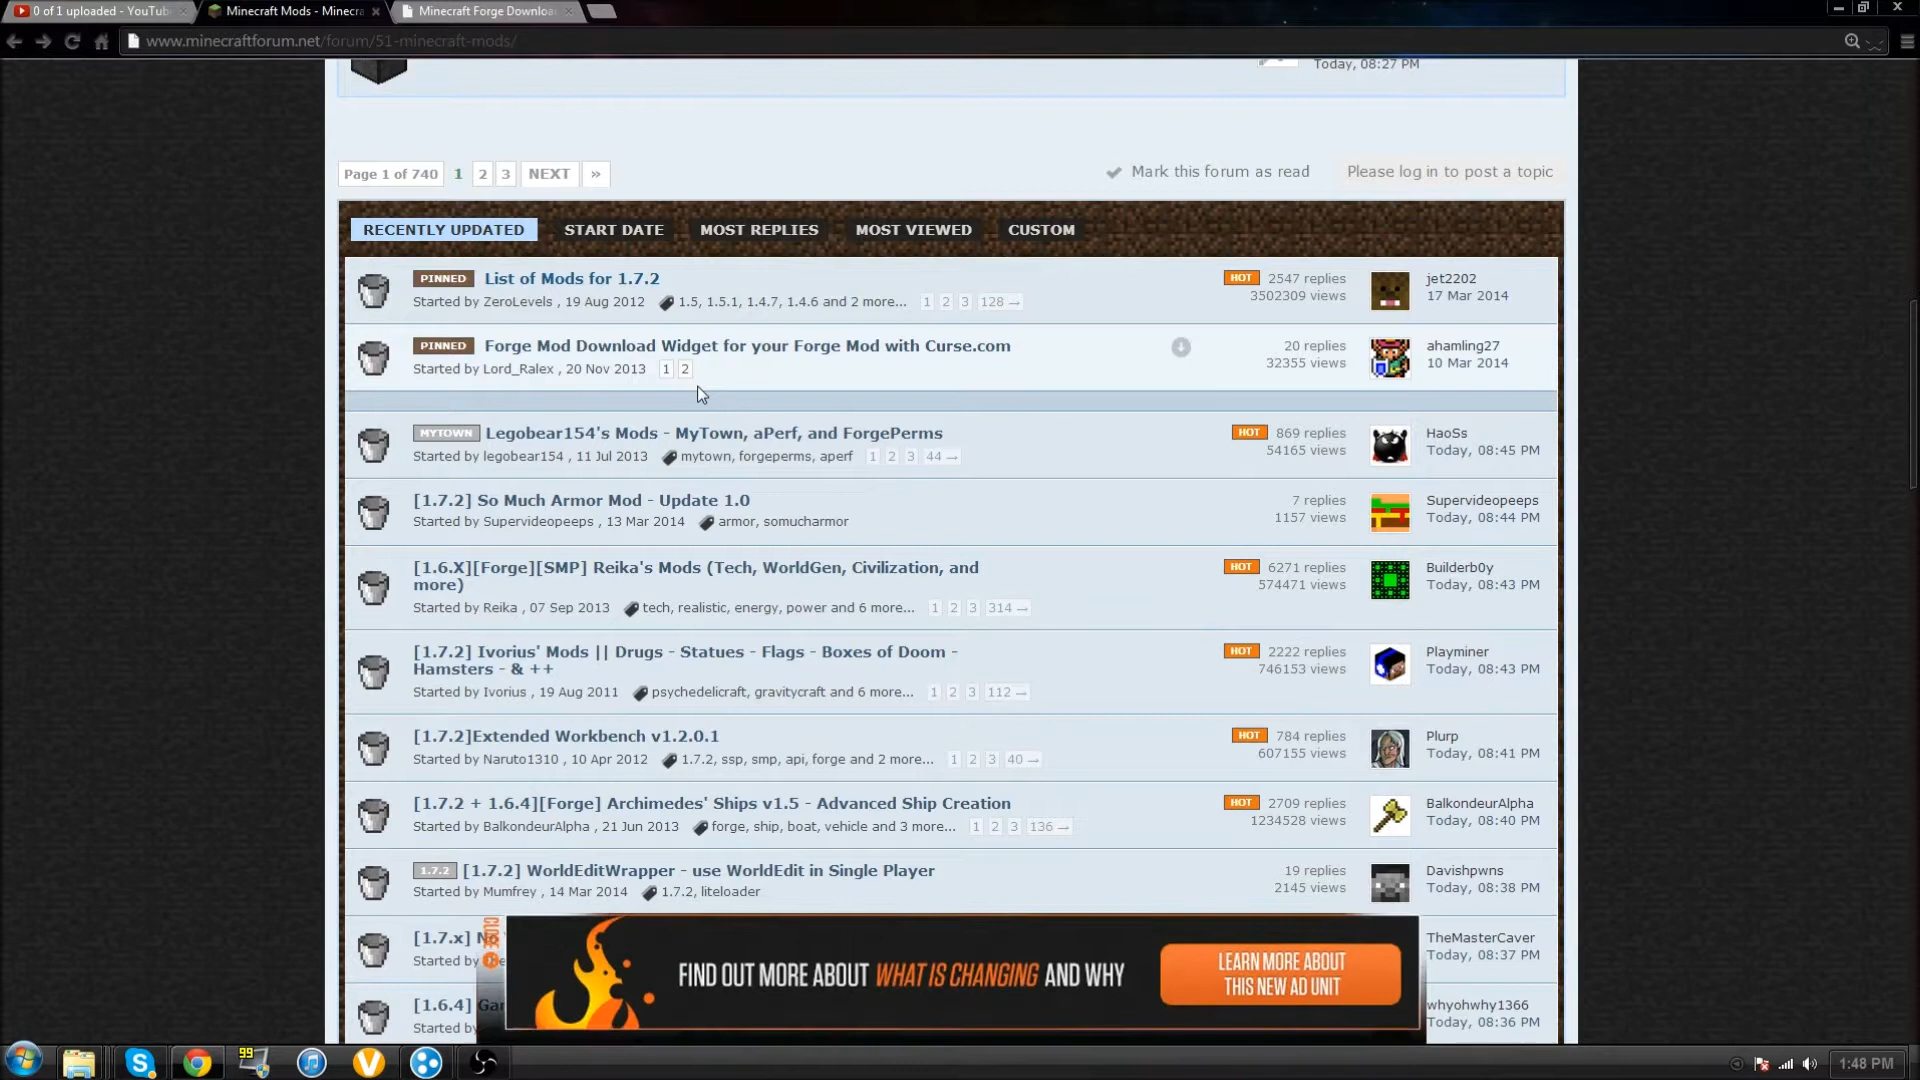 0 of 1 uploaded - YouTub
Minecraft Mods - Minecra
Minecraft Forge Downloa
www.minecraftforum.net/forum/51-minecraft-mods/
Today, 08:27 PM
Page 1 of 740 1 2 3 NEXT »
Mark this forum as read
Please log in to post a topic
RECENTLY UPDATED START DATE MOST REPLIES MOST VIEWED CUSTOM
PINNED List of Mods for 1.7.2
Started by ZeroLevels , 19 Aug 2012 1.5, 1.5.1, 1.4.7, 1.4.6 and 2 more... 1 2 3 128 →
HOT 2547 replies
3502309 views
jet2202
17 Mar 2014
PINNED Forge Mod Download Widget for your Forge Mod with Curse.com
Started by Lord_Ralex , 20 Nov 2013 1 2
20 replies
32355 views
ahamling27
10 Mar 2014
MYTOWN Legobear154's Mods - MyTown, aPerf, and ForgePerms
Started by legobear154 , 11 Jul 2013 mytown, forgeperms, aperf 1 2 3 44 →
HOT 869 replies
54165 views
HaoSs
Today, 08:45 PM
[1.7.2] So Much Armor Mod - Update 1.0
Started by Supervideopeeps , 13 Mar 2014 armor, somucharmor
7 replies
1157 views
Supervideopeeps
Today, 08:44 PM
[1.6.X][Forge][SMP] Reika's Mods (Tech, WorldGen, Civilization, and
more)
Started by Reika , 07 Sep 2013 tech, realistic, energy, power and 6 more... 1 2 3 314 →
HOT 6271 replies
574471 views
Builderb0y
Today, 08:43 PM
[1.7.2] Ivorius' Mods || Drugs - Statues - Flags - Boxes of Doom -
Hamsters - & ++
Started by Ivorius , 19 Aug 2011 psychedelicraft, gravitycraft and 6 more... 1 2 3 112 →
HOT 2222 replies
746153 views
Playminer
Today, 08:43 PM
[1.7.2]Extended Workbench v1.2.0.1
Started by Naruto1310 , 10 Apr 2012 1.7.2, ssp, smp, api, forge and 2 more... 1 2 3 40 →
HOT 784 replies
607155 views
Plurp
Today, 08:41 PM
[1.7.2 + 1.6.4][Forge] Archimedes' Ships v1.5 - Advanced Ship Creation
Started by BalkondeurAlpha , 21 Jun 2013 forge, ship, boat, vehicle and 3 more... 1 2 3 136 →
HOT 2709 replies
1234528 views
BalkondeurAlpha
Today, 08:40 PM
1.7.2 [1.7.2] WorldEditWrapper - use WorldEdit in Single Player
Started by Mumfrey , 14 Mar 2014 1.7.2, liteloader
19 replies
2145 views
Davishpwns
Today, 08:38 PM
[1.7.x]
Started
TheMasterCaver
Today, 08:37 PM
[1.6.4] Gar
Started by
whyohwhy1366
Today, 08:36 PM
CLOSE
FIND OUT MORE ABOUT WHAT IS CHANGING AND WHY
LEARN MORE ABOUT
THIS NEW AD UNIT
99
1:48 PM